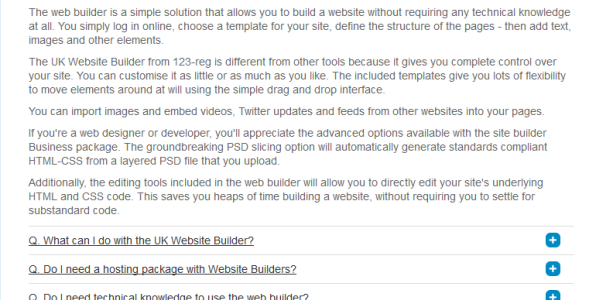 The web builder is a simple solution that allows you to build a website without requiring any technical knowledge
at all. You simply log in online, choose a template for your site, define the structure of the pages - then add text,
images and other elements.
The UK Website Builder from 123-reg is different from other tools because it gives you complete control over
your site. You can customise it as little or as much as you like. The included templates give you lots of flexibility
to move elements around at will using the simple drag and drop interface.
You can import images and embed videos, Twitter updates and feeds from other websites into your pages.
If you're a web designer or developer, you'll appreciate the advanced options available with the site builder
Business package. The groundbreaking PSD slicing option will automatically generate standards compliant
HTML-CSS from a layered PSD file that you upload.
Additionally, the editing tools included in the web builder will allow you to directly edit your site's underlying
HTML and CSS code. This saves you heaps of time building a website, without requiring you to settle for
substandard code.
Q. What can I do with the UK Website Builder?
Q. Do I need a hosting package with Website Builders?
Q. Do I need technical knowledge to use the web builder?